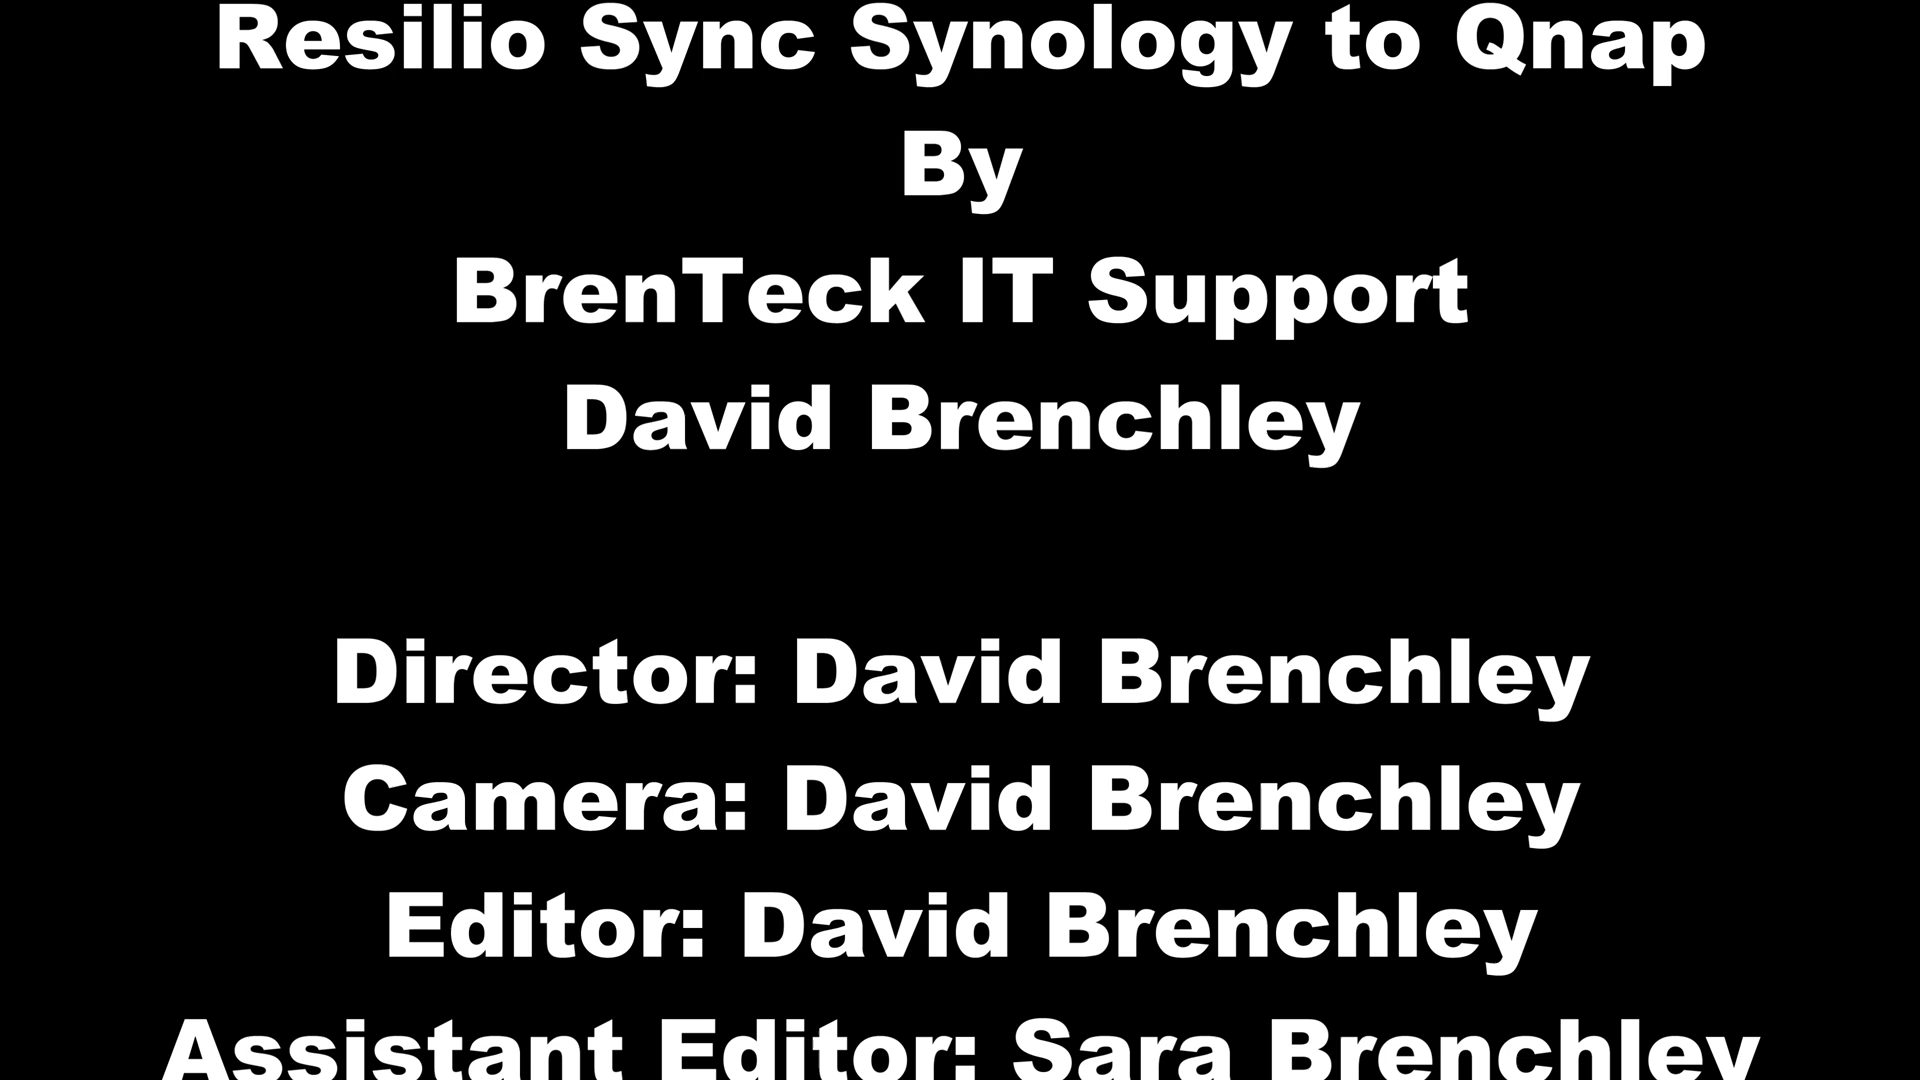 Resilio Sync Synology to Qnap
By
BrenTeck IT Support
David Brenchley
Director: David Brenchley
Camera: David Brenchley
Editor: David Brenchley
Assistant Editor: Sara Brenchley